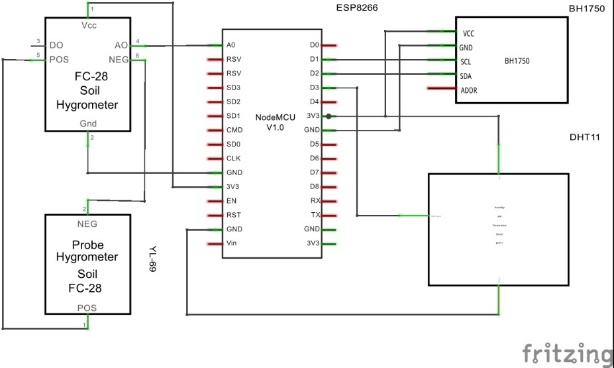 ESP8266
BH1750
1
Vcc
3 DO
AO 4
5 POS
NEG 6
FC-28
Soil
Hygrometer
Gnd
2
A0
RSV
RSV
SD3
SD2
SD1
CMD
SD0
CLK
GND
3V3
EN
RST
GND
Vin
NodeMCU
V1.0
D0
D1
D2
D3
D4
3V3
GND
D5
D6
D7
D8
RX
TX
GND
3V3
VCC
GND
SCL
SDA
ADDR
BH1750
DHT11
2
NEG
Probe
Hygrometer
Soil
FC-28
POS
1
YL-69
fritzing